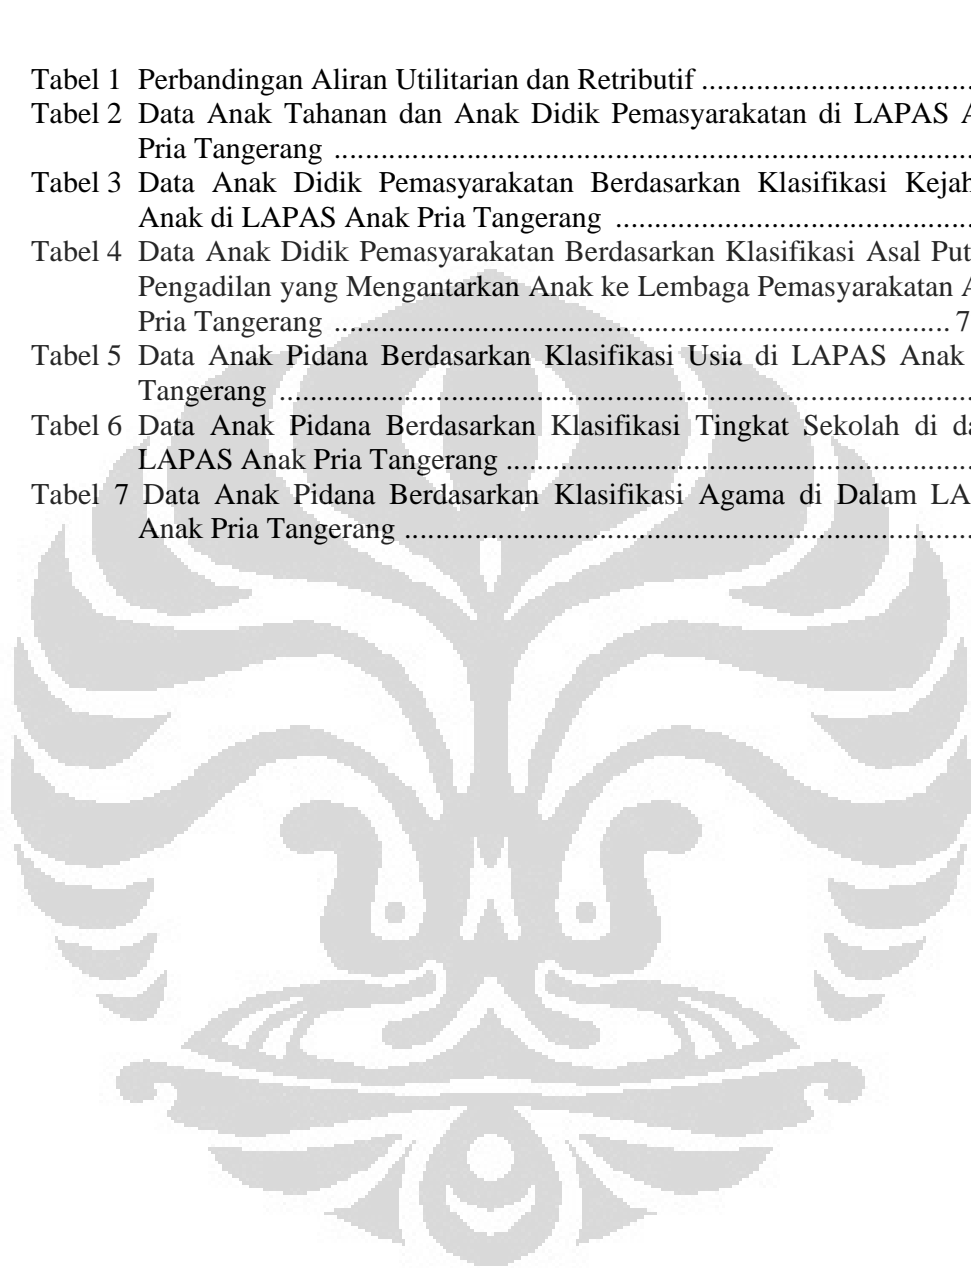 Tabel 1 Perbandingan Aliran Utilitarian dan Retributif ................................
Tabel 2 Data Anak Tahanan dan Anak Didik Pemasyarakatan di LAPAS
Pria Tangerang ................................................................................
Tabel 3 Data Anak Didik Pemasyarakatan Berdasarkan Klasifikasi
Anak di LAPAS Anak Pria Tangerang ..............................................
Tabel 4 Data Anak Didik Pemasyarakatan Berdasarkan Klasifikasi Asal
Pengadilan yang Mengantarkan Anak ke Lembaga Pemasyarakatan
Pria Tangerang ............................................................................... 7
Tabel 5 Data Anak Pidana Berdasarkan Klasifikasi Usia di LAPAS Anak
Tangerang ........................................................................................
Tabel 6 Data Anak Pidana Berdasarkan Klasifikasi Tingkat Sekolah di
LAPAS Anak Pria Tangerang ...........................................................
Tabel 7 Data Anak Pidana Berdasarkan Klasifikasi Agama di Dalam
Anak Pria Tangerang ........................................................................